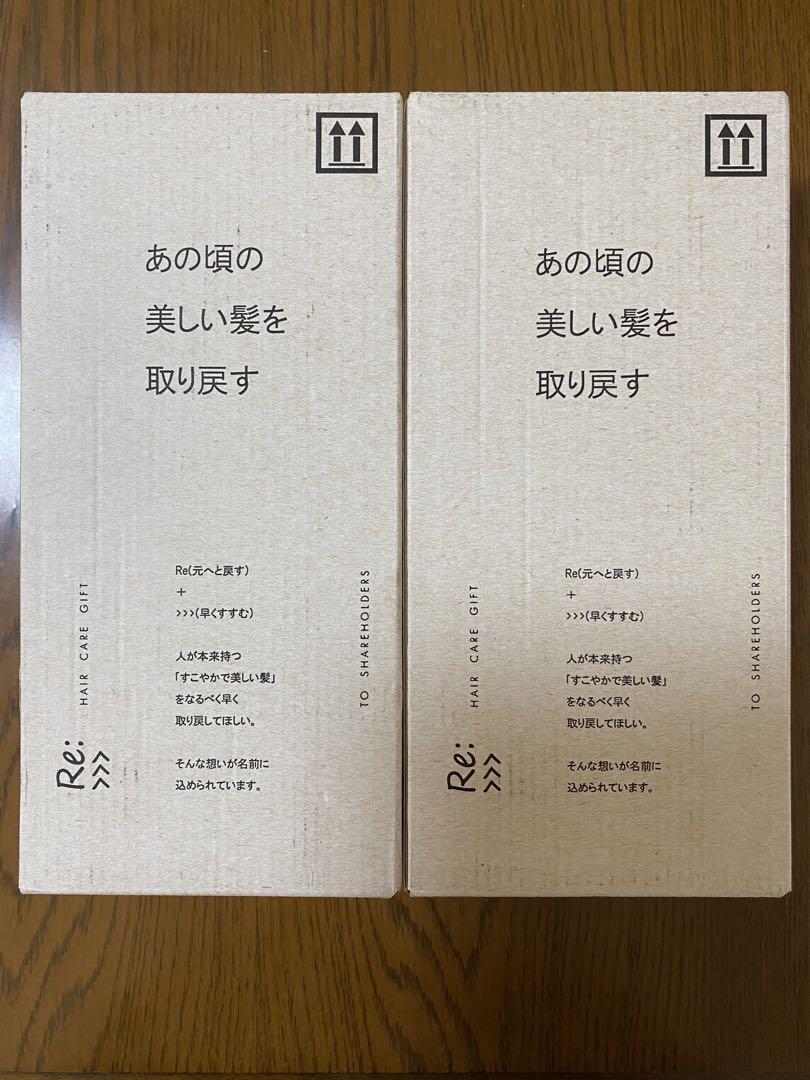 あの頃の
美しい髪を
取り戻す
Re(元へと戻す)
+
>>>(早くすすむ)
人が本来持つ
「すこやかで美しい髪」
をなるべく早く
取り戻してほしい。
そんな想いが名前に
込められています。
Re:
>>>
HAIR CARE GIFT
TO SHAREHOLDERS
あの頃の
美しい髪を
取り戻す
Re(元へと戻す)
+
>>>(早くすすむ)
人が本来持つ
「すこやかで美しい髪」
をなるべく早く
取り戻してほしい。
そんな想いが名前に
込められています。
Re:
>>>
HAIR CARE GIFT
TO SHAREHOLDERS